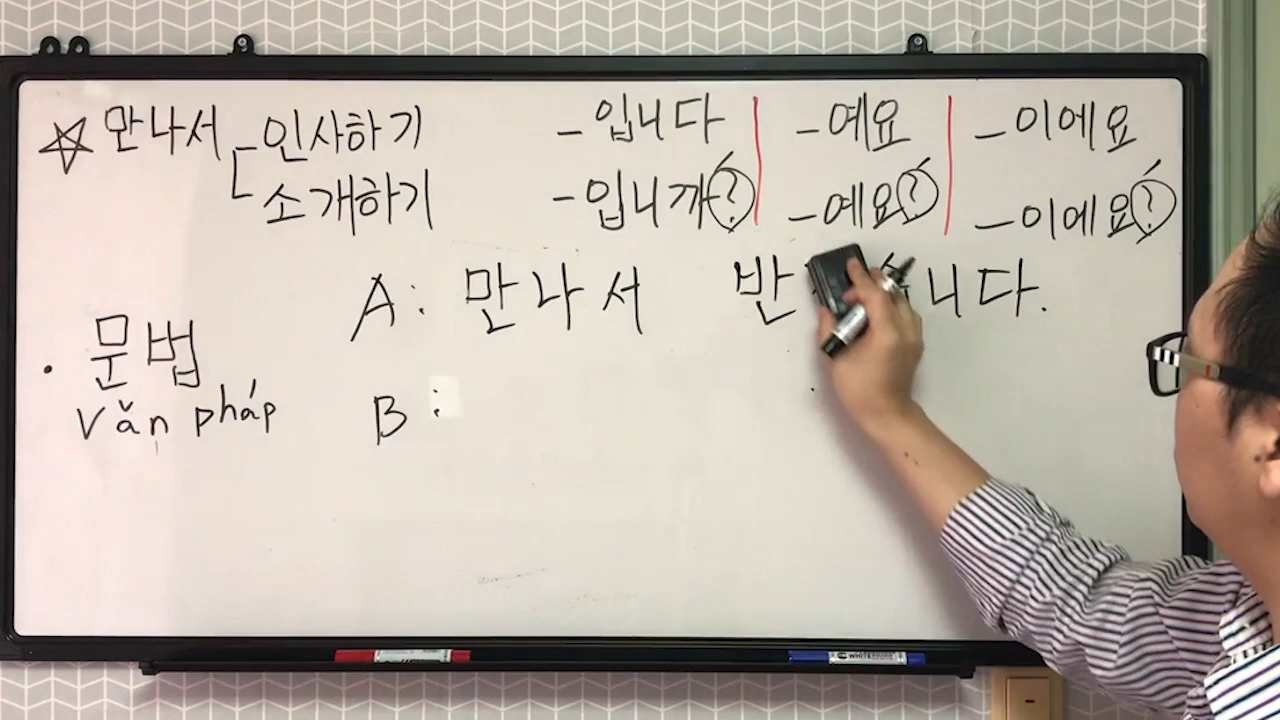 ☆ 만나서 - 인사하기
소개하기
- 입니다 | - 예요 | - 이에요
- 입니까? | - 예요? | - 이에요?
A: 만나서 반 니다.
· 문법
Văn pháp
B:
WHITEBOARD